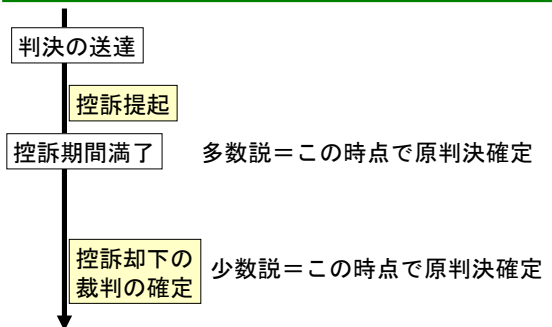 判決の送達
控訴提起
控訴期間満了
多数説＝この時点で原判決確定
控訴却下の
裁判の確定
少数説＝この時点で原判決確定